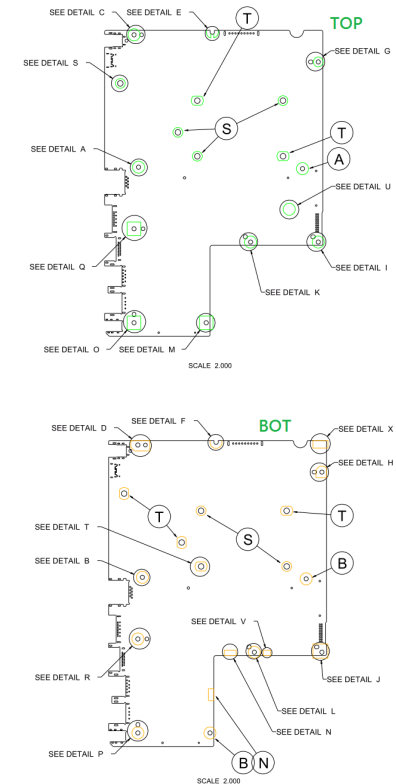 SEE DETAIL C
SEE DETAIL E
T
TOP
SEE DETAIL G
SEE DETAIL S
S
T
SEE DETAIL A
A
SEE DETAIL U
SEE DETAIL Q
SEE DETAIL I
SEE DETAIL K
SEE DETAIL O
SEE DETAIL M
SCALE 2.000
SEE DETAIL D
SEE DETAIL F
BOT
SEE DETAIL X
SEE DETAIL H
T
S
T
SEE DETAIL T
SEE DETAIL B
B
SEE DETAIL V
SEE DETAIL R
SEE DETAIL J
SEE DETAIL L
SEE DETAIL N
SEE DETAIL P
B N
SCALE 2.000